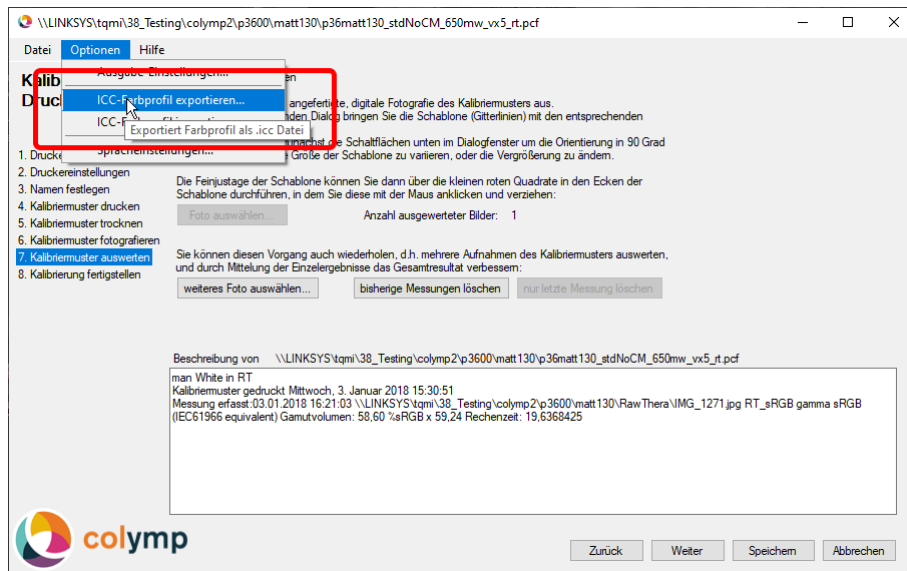 \\LINKSYS\tqmi\38_Testing\colymp2\p3600\matt130\p36matt130_stdNoCM_650mw_vx5_rt.pcf
Datei Optionen Hilfe
Ausgabe-Einstellungen...
ICC-Farbprofil exportieren...
Exportiert Farbprofil als .icc Datei
Spracheinstellungen...
angefertigte, digitale Fotografie des Kalibriermusters aus.
Dialog bringen Sie die Schablone (Gitterlinien) mit den entsprechenden
die Schaltflächen unten im Dialogfenster um die Orientierung in 90 Grad
Größe der Schablone zu variieren, oder die Vergrößerung zu ändern.
2. Druckereinstellungen
3. Namen festlegen
4. Kalibriermuster drucken
5. Kalibriermuster trocknen
6. Kalibriermuster fotografieren
7. Kalibriermuster auswerten
8. Kalibrierung fertigstellen
Die Feinjustage der Schablone können Sie dann über die kleinen roten Quadrate in den Ecken der
Schablone durchführen, in dem Sie diese mit der Maus anklicken und verziehen:
Foto auswählen... Anzahl ausgewerteter Bilder: 1
Sie können diesen Vorgang auch wiederholen, d.h. mehrere Aufnahmen des Kalibriermusters auswerten,
und durch Mittelung der Einzelergebnisse das Gesamtresultat verbessern:
weiteres Foto auswählen... bisherige Messungen löschen nur letzte Messung löschen
Beschreibung von \\LINKSYS\tqmi\38_Testing\colymp2\p3600\matt130\p36matt130_stdNoCM_650mw_vx5_rt.pcf
man White in RT
Kalibriermuster gedruckt Mittwoch, 3. Januar 2018 15:30:51
Messung erfasst:03.01.2018 16:21:03 \\LINKSYS\tqmi\38_Testing\colymp2\p3600\matt130\RawThera\IMG_1271.jpg RT_sRGB gamma sRGB
(IEC61966 equivalent) Gamutvolumen: 58,60 %sRGB x 59,24 Rechenzeit: 19,6368425
colymp
Zurück Weiter Speichern Abbrechen